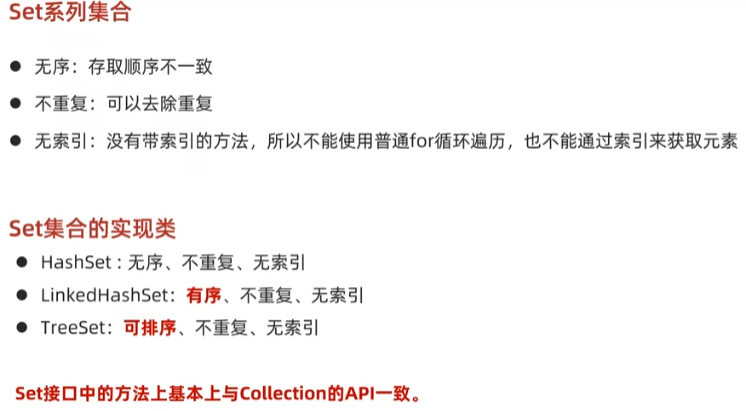 Set系列集合
● 无序：存取顺序不一致
● 不重复：可以去除重复
● 无索引：没有带索引的方法，所以不能使用普通for循环遍历，也不能通过索引来获取元素
Set集合的实现类
● HashSet : 无序、不重复、无索引
● LinkedHashSet：有序、不重复、无索引
● TreeSet：可排序、不重复、无索引
Set接口中的方法上基本上与Collection的API一致。